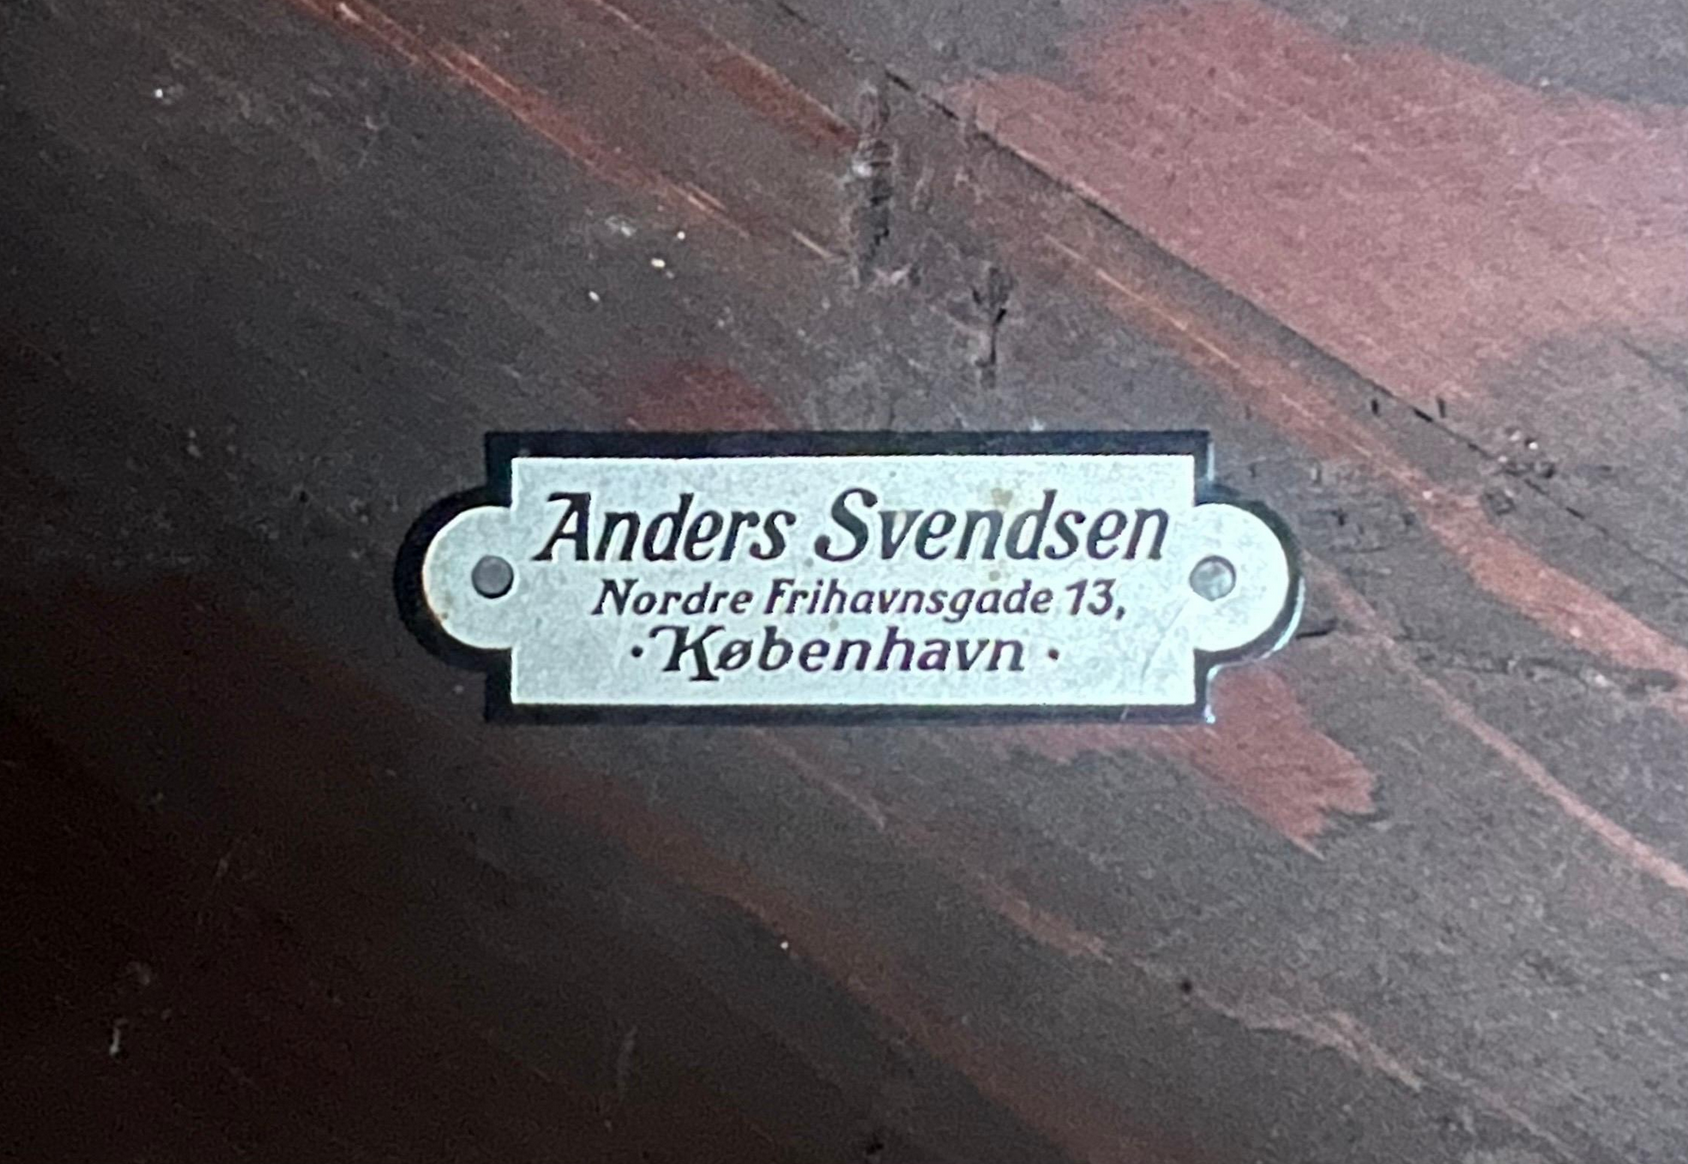 Anders Svendsen
Nordre Frihavnsgade 13,
·København·